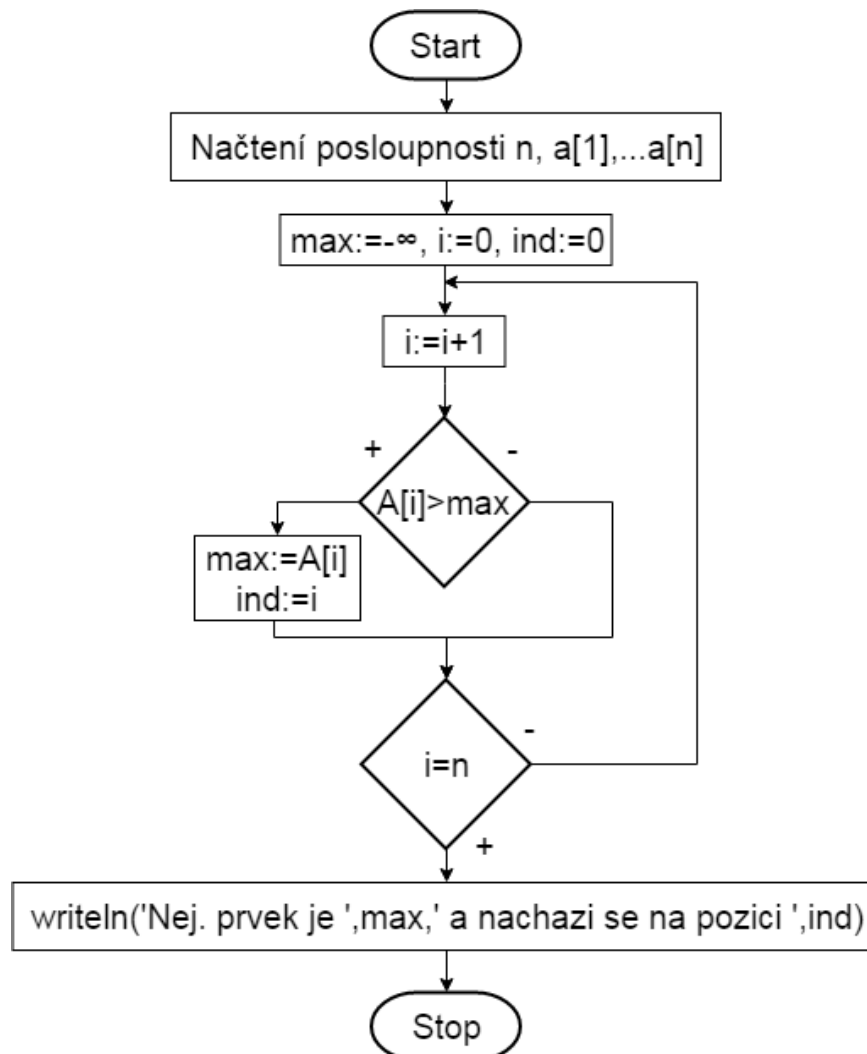 Start
Načtení posloupnosti n, a[1],...a[n]
max:=-∞, i:=0, ind:=0
i:=i+1
+
-
A[i]>max
max:=A[i]
ind:=i
-
i=n
+
writeln('Nej. prvek je ',max,' a nachazi se na pozici ',ind)
Stop